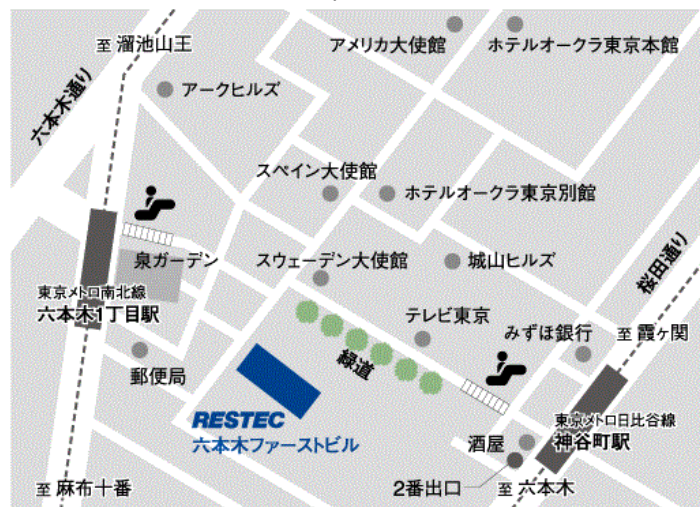 至 溜池山王
アメリカ大使館
ホテルオークラ東京本館
六本木通り
アークヒルズ
スペイン大使館
ホテルオークラ東京別館
泉ガーデン
スウェーデン大使館
城山ヒルズ
桜田通り
東京メトロ南北線
六本木1丁目駅
テレビ東京
みずほ銀行
至 霞ヶ関
郵便局
緑道
RESTEC
六本木ファーストビル
東京メトロ日比谷線
神谷町駅
酒屋
至 麻布十番
2番出口
至 六本木